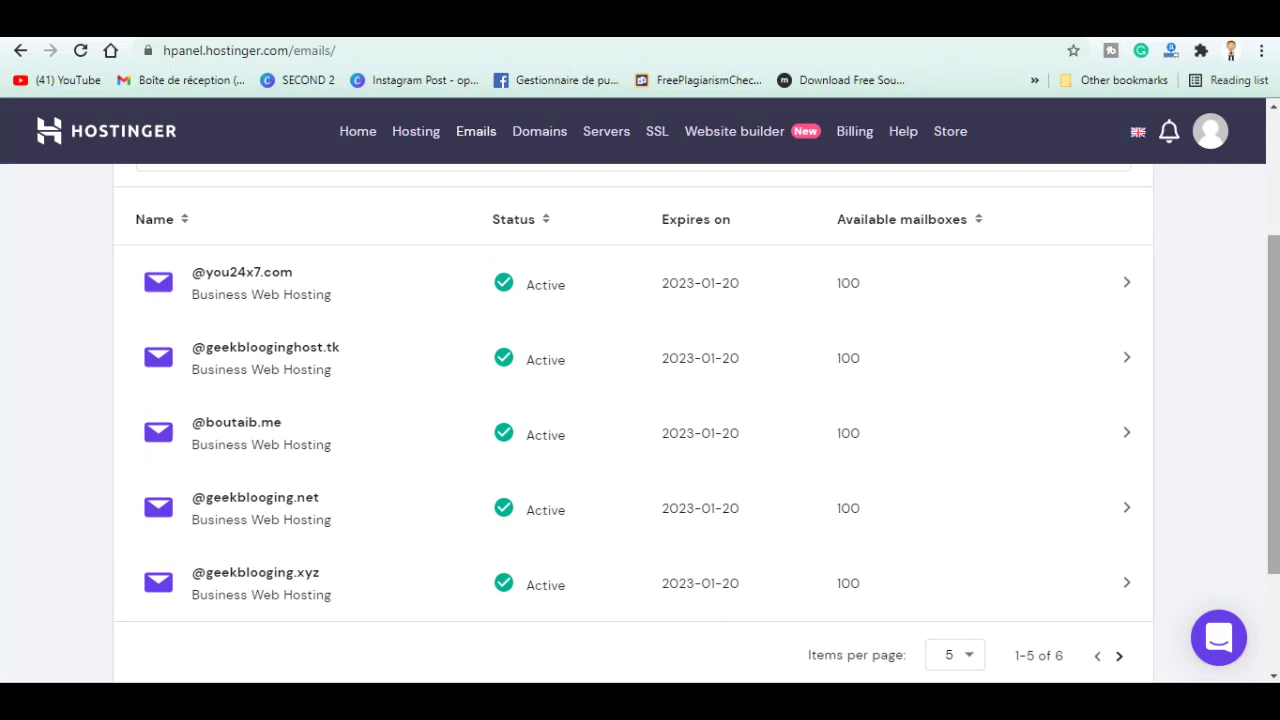 hpanel.hostinger.com/emails/
(41) YouTube Boîte de réception (... SECOND 2 Instagram Post - op... Gestionnaire de pu... FreePlagiarismChec... Download Free Sou... » Other bookmarks Reading list
HOSTINGER Home Hosting Emails Domains Servers SSL Website builder New Billing Help Store
Name Status Expires on Available mailboxes
@you24x7.com
Business Web Hosting
Active 2023-01-20 100
@geekblooginghost.tk
Business Web Hosting
Active 2023-01-20 100
@boutaib.me
Business Web Hosting
Active 2023-01-20 100
@geekblooging.net
Business Web Hosting
Active 2023-01-20 100
@geekblooging.xyz
Business Web Hosting
Active 2023-01-20 100
Items per page: 5 1-5 of 6